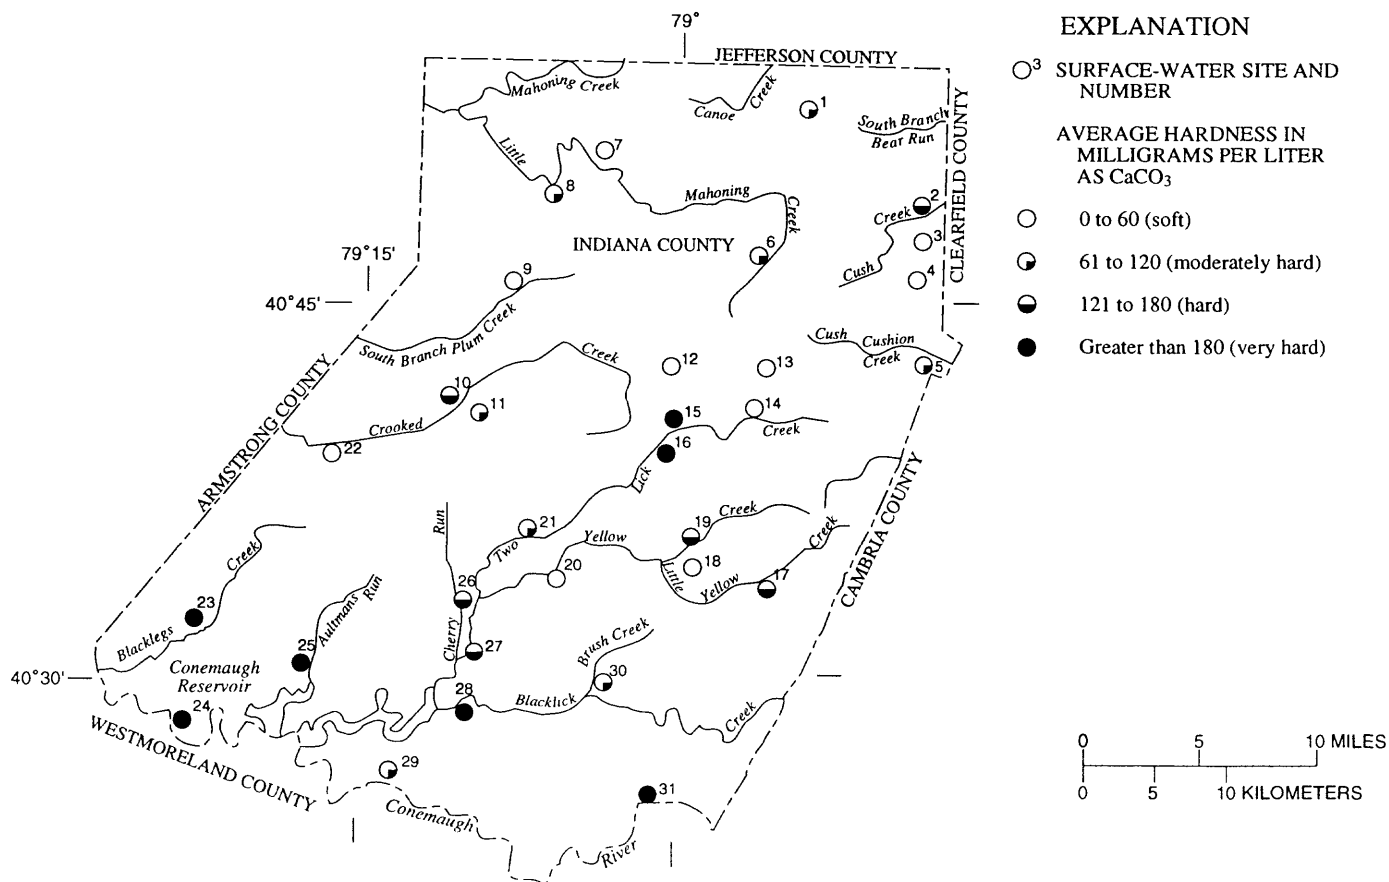 79°
JEFFERSON COUNTY
Mahoning Creek
Canoe Creek
1
South Branch
Bear Run
CLEARFIELD COUNTY
Little
7
8
Mahoning
Creek
2
Creek
3
INDIANA COUNTY
6
Cush
4
79°15'
9
40°45'
South Branch Plum Creek
Cush Cushion
Creek
5
ARMSTRONG COUNTY
Creek
12
13
10
11
14
15
Crooked
Creek
22
16
Lick
CAMBRIA COUNTY
Run
21
Two
Yellow
19
Creek
Creek
Creek
20
18
Little
Yellow
17
26
23
Aultmans
Run
Blacklegs
25
Cherry
27
Brush Creek
40°30'
Conemaugh
Reservoir
30
28
Blacklick
Creek
24
WESTMORELAND COUNTY
29
31
Conemaugh
River
EXPLANATION
3 SURFACE-WATER SITE AND
NUMBER
AVERAGE HARDNESS IN
MILLIGRAMS PER LITER
AS CaCO3
0 to 60 (soft)
61 to 120 (moderately hard)
121 to 180 (hard)
Greater than 180 (very hard)
0 5 10 MILES
0 5 10 KILOMETERS